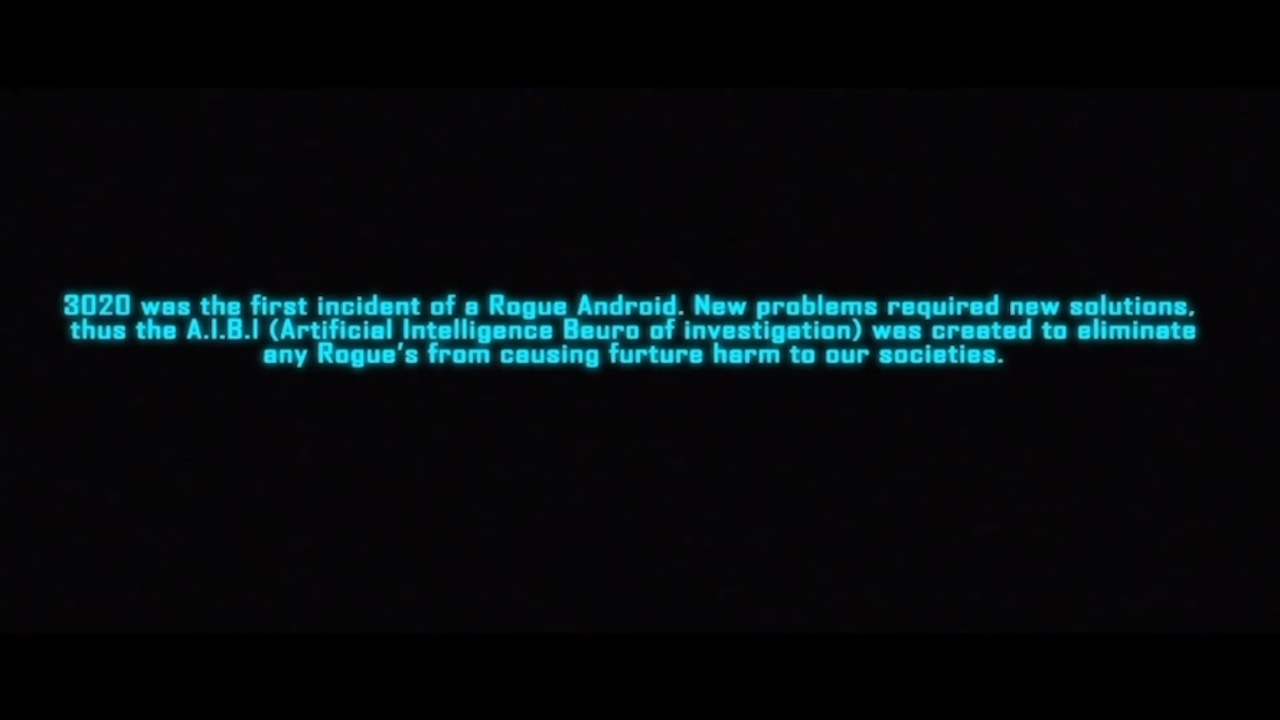 3020 was the first incident of a Rogue Android. New problems required new solutions,
thus the A.I.B.I (Artificial Intelligence Beuro of investigation) was created to eliminate
any Rogue's from causing furture harm to our societies.